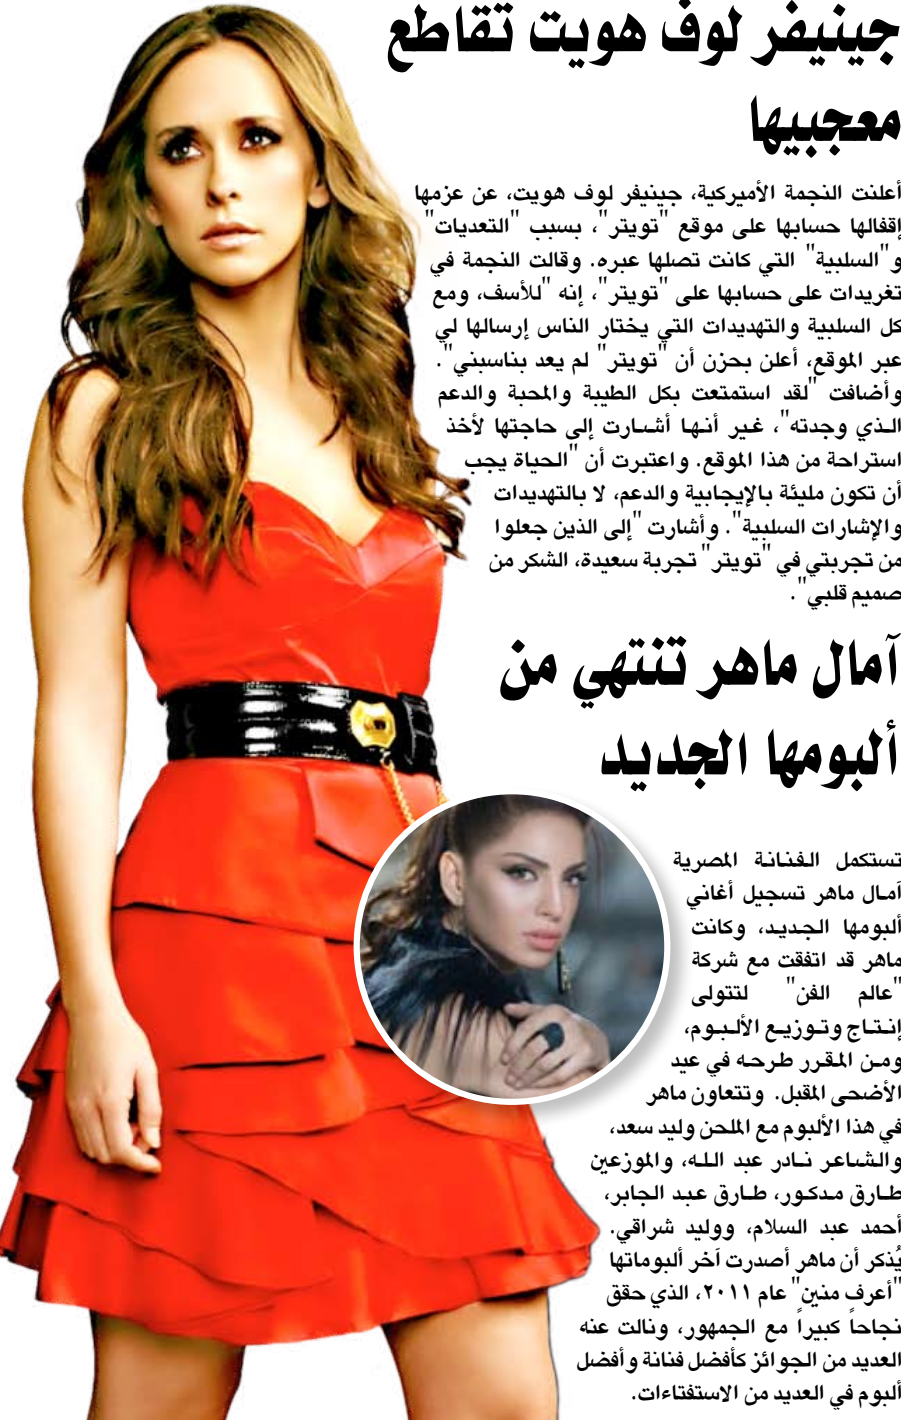 جينيفر لوف هويت تقاطع
معجبيها
أعلنت النجمة الأميركية، جينيفر لوف هويت، عن عزمها
إقفالها حسابها على موقع "تويتر"، بسبب "التعديات"
و"السلبية" التي كانت تصلها عبره. وقالت النجمة في
تغريدات على حسابها على "تويتر"، إنه "للأسف، ومع
كل السلبية والتهديدات التي يختار الناس إرسالها لي
عبر الموقع، أعلن بحزن أن "تويتر" لم يعد بناسبني".
وأضافت "لقد استمتعت بكل الطيبة والمحبة والدعم
الذي وجدته"، غير أنها أشارت إلى حاجتها لأخذ
استراحة من هذا الموقع. واعتبرت أن "الحياة يجب
أن تكون مليئة بالإيجابية والدعم، لا بالتهديدات
والإشارات السلبية". وأشارت "إلى الذين جعلوا
من تجربتي في "تويتر" تجربة سعيدة، الشكر من
صميم قلبي".
آمال ماهر تنتهي من
ألبومها الجديد
تستكمل الفنانة المصرية
آمال ماهر تسجيل أغاني
ألبومها الجديد، وكانت
ماهر قد اتفقت مع شركة
"عالم الفن" لتتولى
إنتاج وتوزيع الألبوم،
ومن المقرر طرحه في عيد
الأضحى المقبل. وتتعاون ماهر
في هذا الألبوم مع الملحن وليد سعد،
والشاعر نادر عبد الله، والموزعين
طارق مدكور، طارق عبد الجابر،
أحمد عبد السلام، ووليد شراقي.
يُذكر أن ماهر أصدرت آخر ألبوماتها
"أعرف منين" عام ٢٠١١، الذي حقق
نجاحاً كبيراً مع الجمهور، ونالت عنه
العديد من الجوائز كأفضل فنانة وأفضل
ألبوم في العديد من الاستفتاءات.